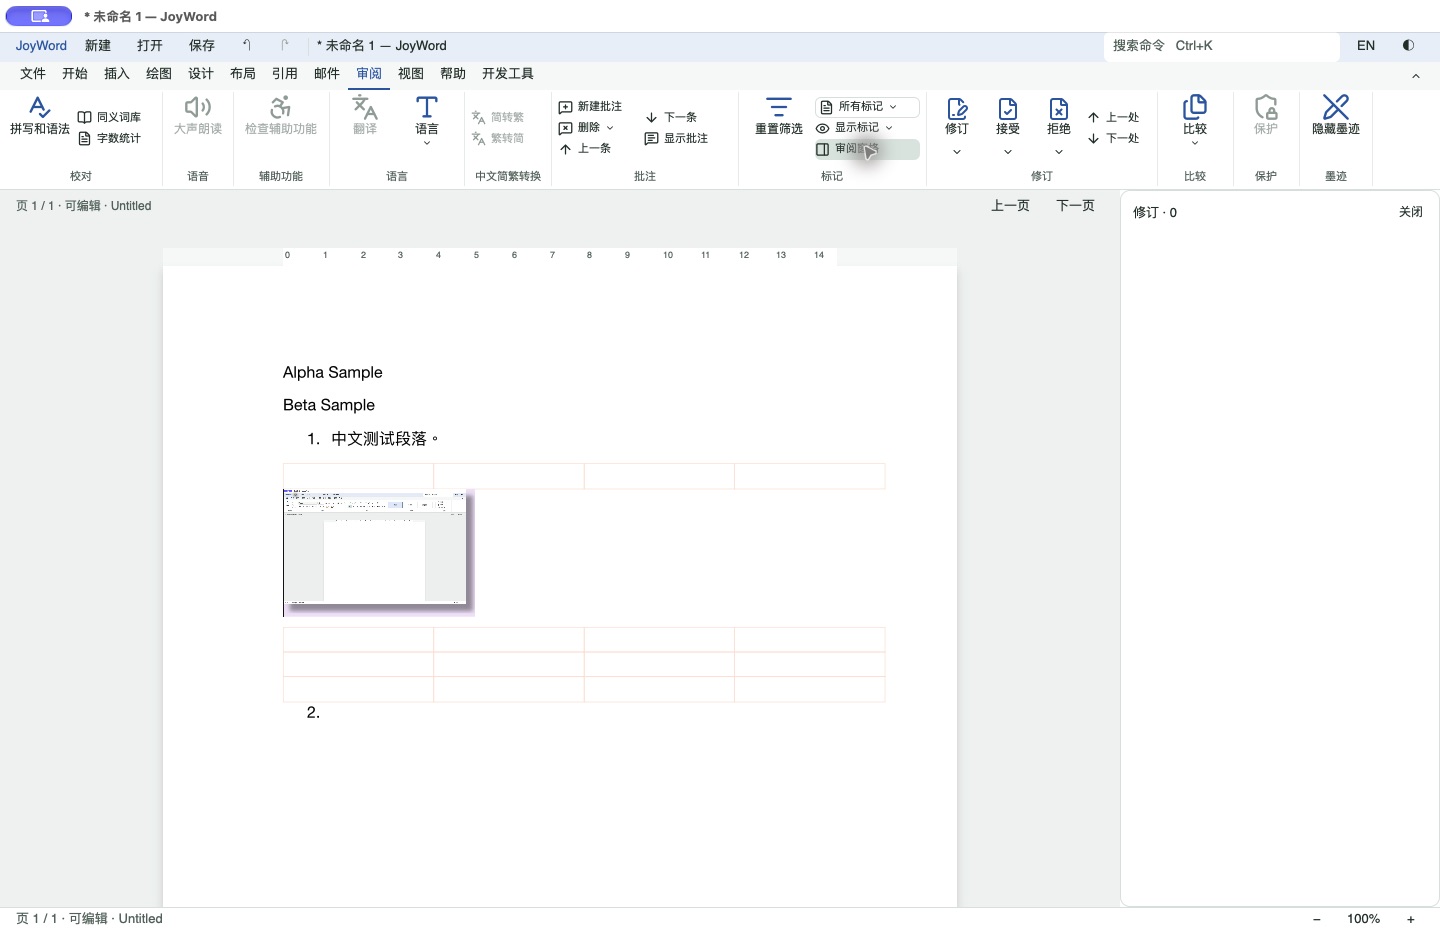 * 未命名 1 — JoyWord
JoyWord 新建 打开 保存 * 未命名 1 — JoyWord 搜索命令 Ctrl+K EN
文件 开始 插入 绘图 设计 布局 引用 邮件 审阅 视图 帮助 开发工具
拼写和语法
同义词库
字数统计
校对
大声朗读
语音
检查辅助功能
辅助功能
翻译
语言
语言
简转繁
繁转简
中文简繁转换
新建批注
删除
上一条
下一条
显示批注
批注
重置筛选
所有标记
显示标记
审阅
标记
修订
接受
拒绝
上一处
下一处
修订
比较
比较
保护
保护
隐藏墨迹
墨迹
页 1 / 1 · 可编辑 · Untitled 上一页 下一页
修订 · 0 关闭
0 1 2 3 4 5 6 7 8 9 10 11 12 13 14
Alpha Sample
Beta Sample
1. 中文测试段落。
2.
页 1 / 1 · 可编辑 · Untitled − 100% +